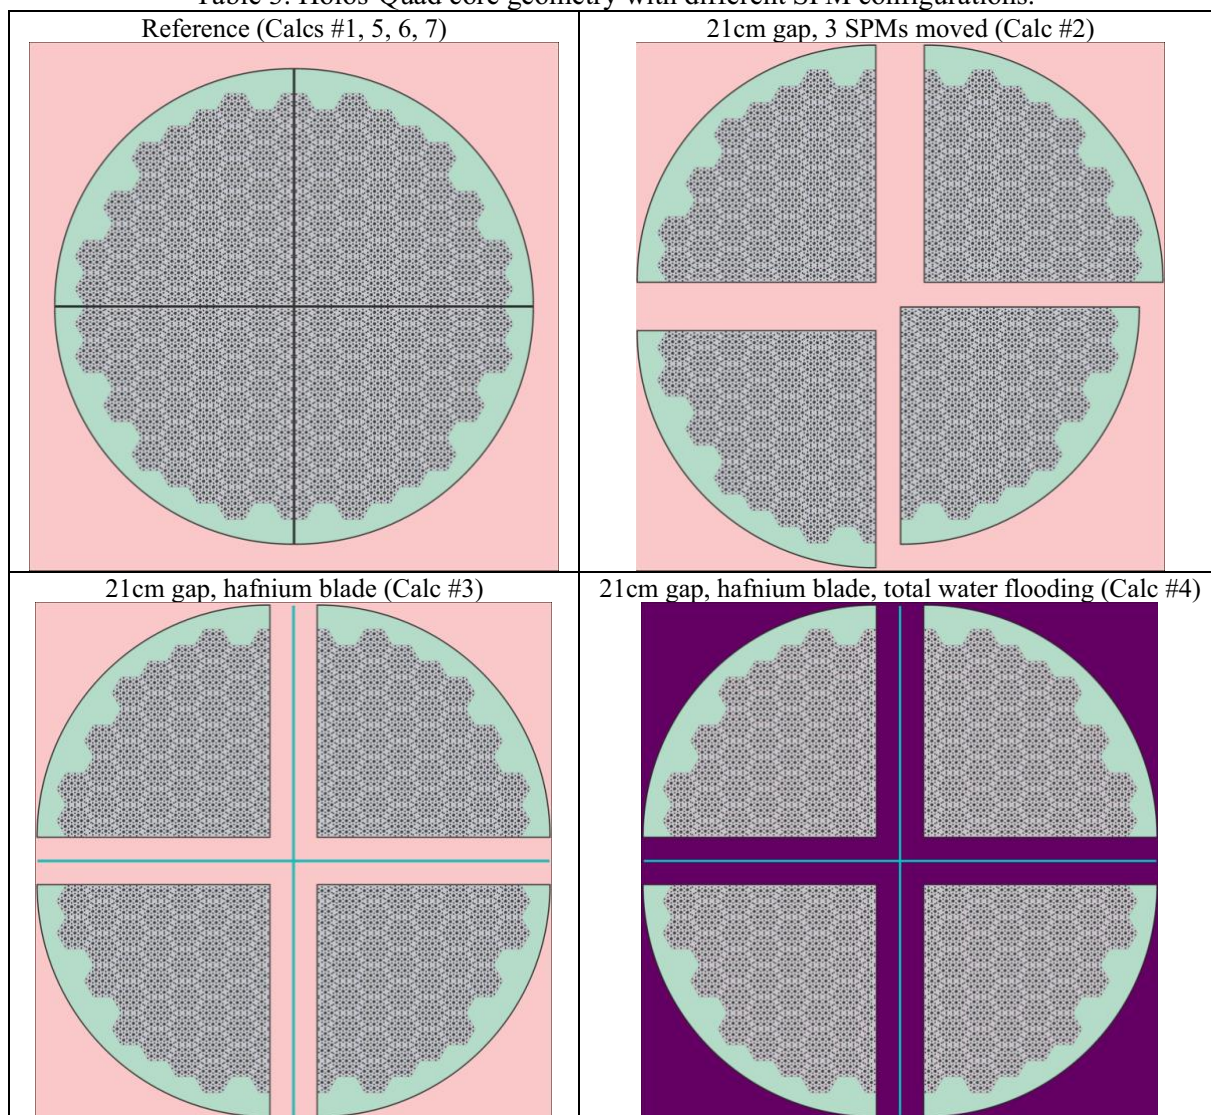 Table 3. Holos-Quad core geometry with different SPM configurations.
Reference (Calcs #1, 5, 6, 7)
21cm gap, 3 SPMs moved (Calc #2)
21cm gap, hafnium blade (Calc #3)
21cm gap, hafnium blade, total water flooding (Calc #4)